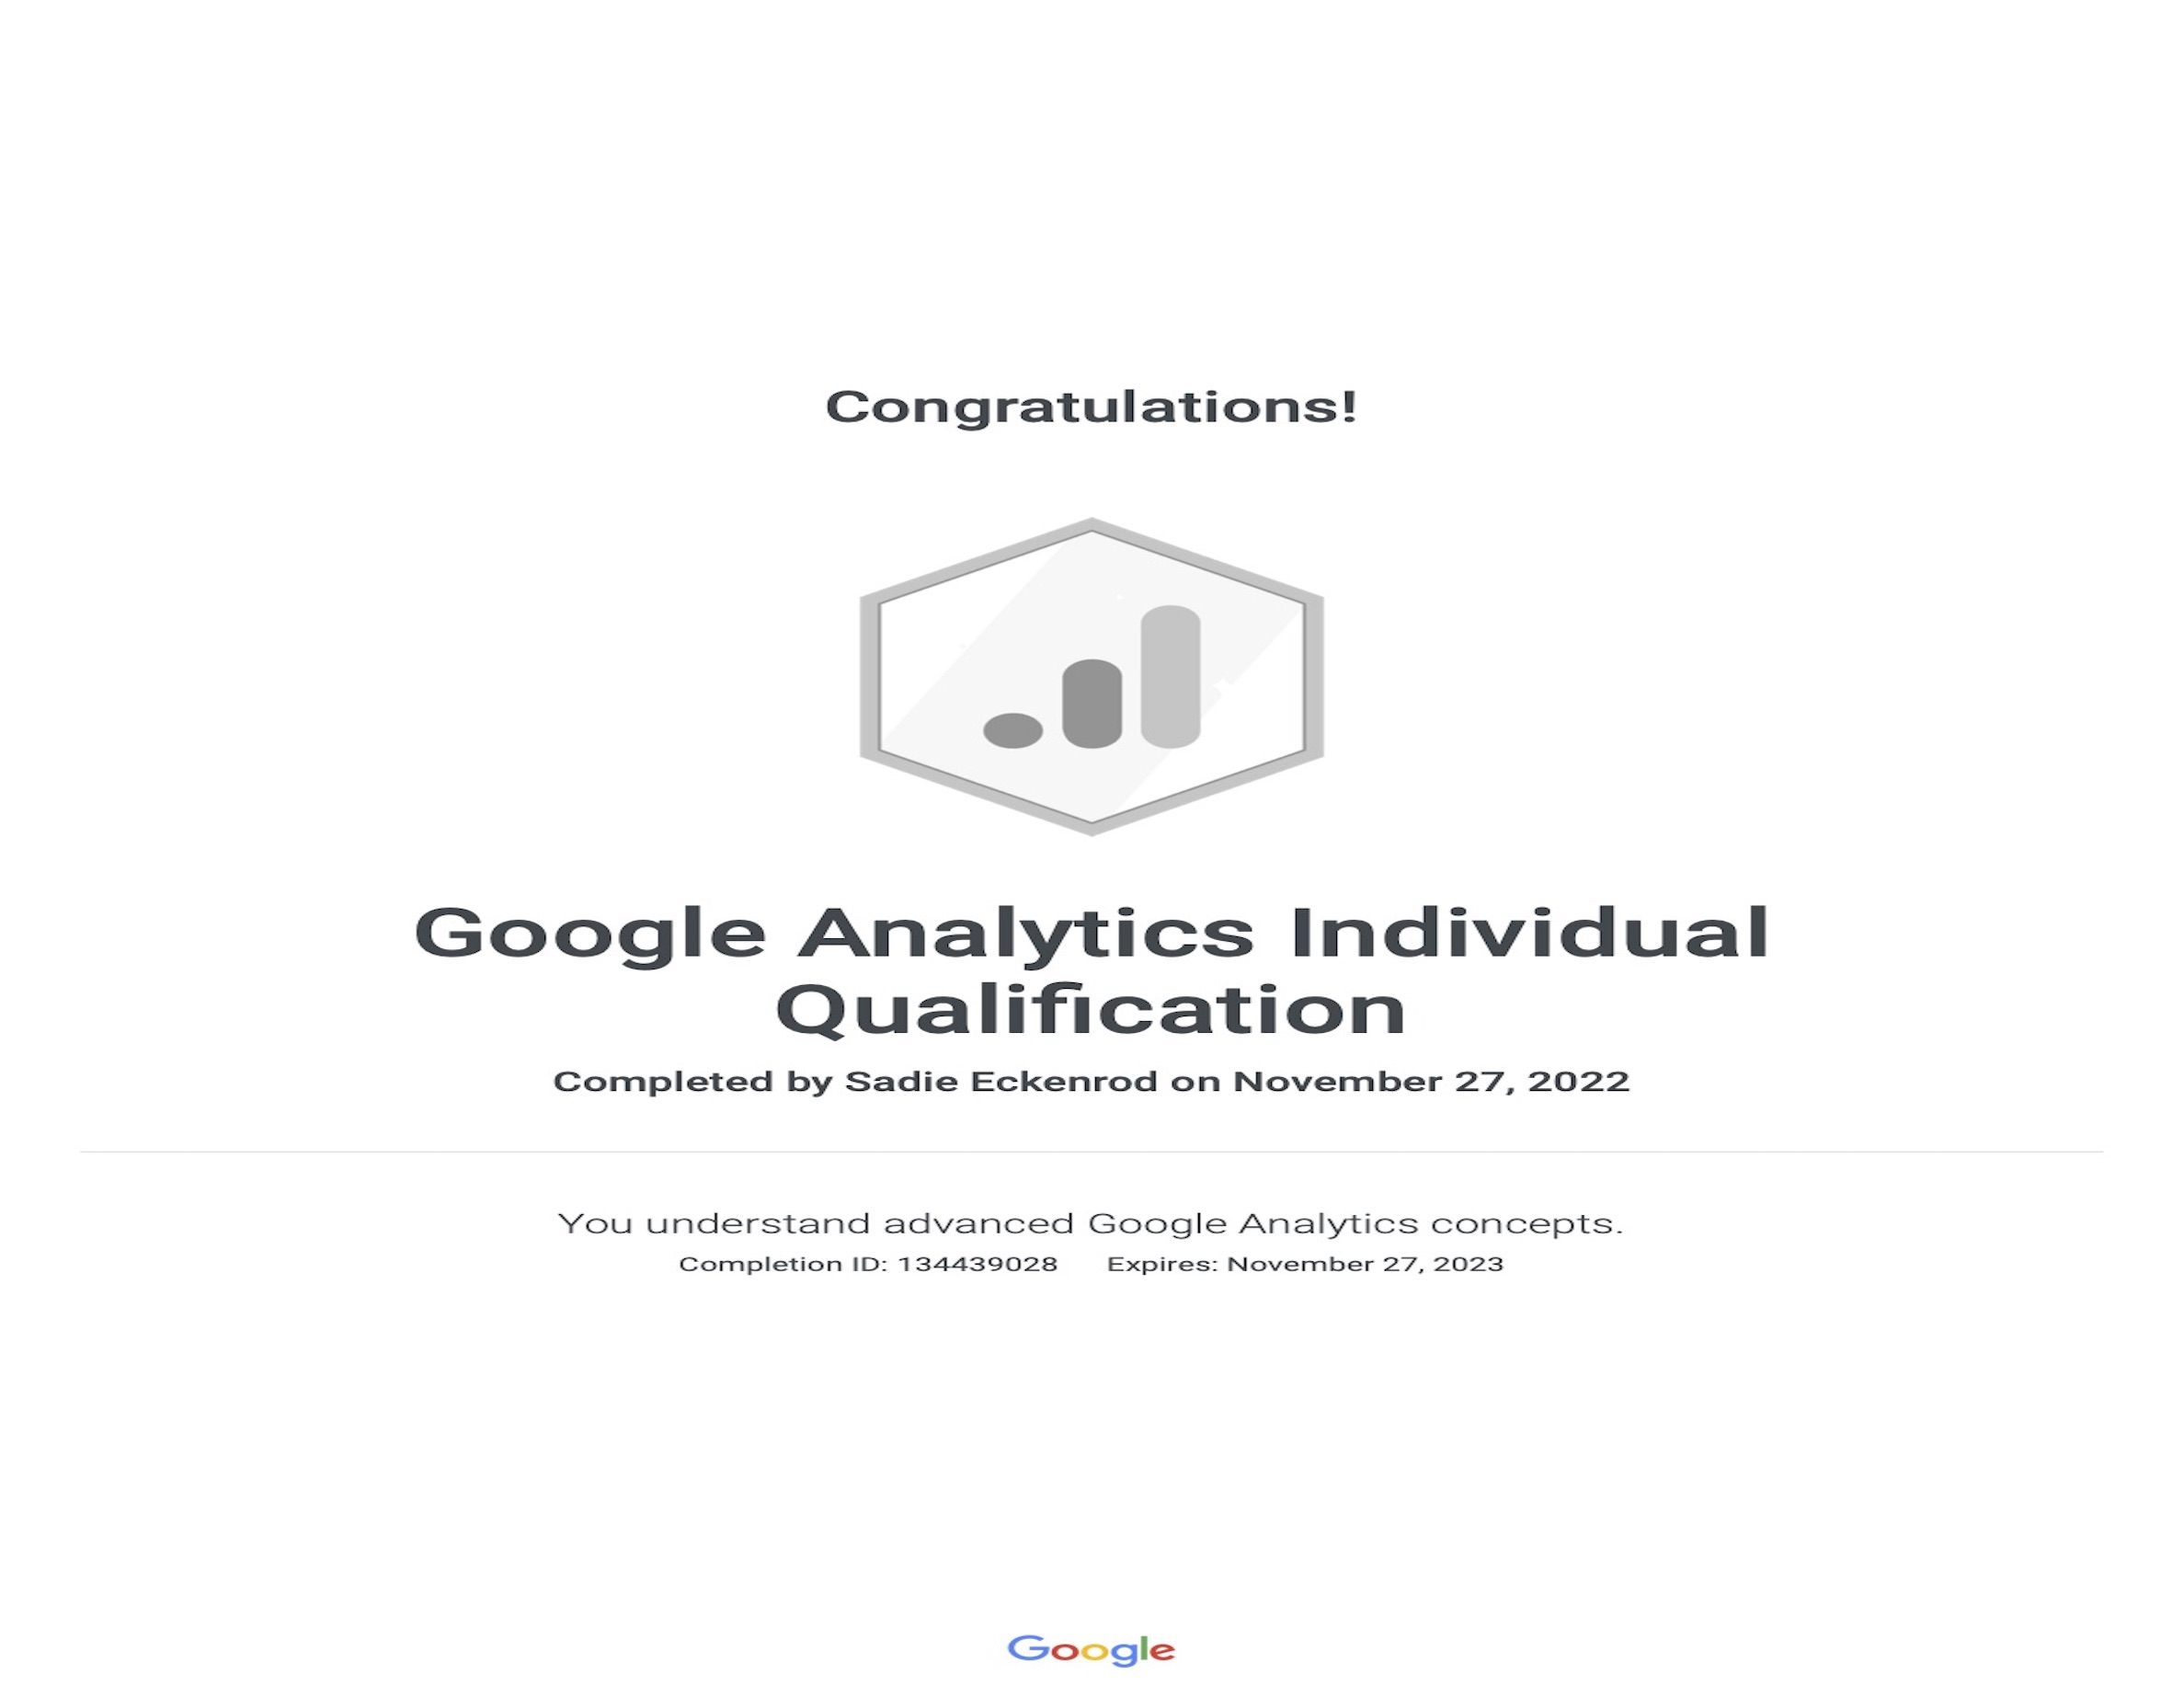 Congratulations!
Google Analytics Individual
Qualification
Completed by Sadie Eckenrod on November 27, 2022
You understand advanced Google Analytics concepts.
Completion ID: 134439028 Expires: November 27, 2023
Google